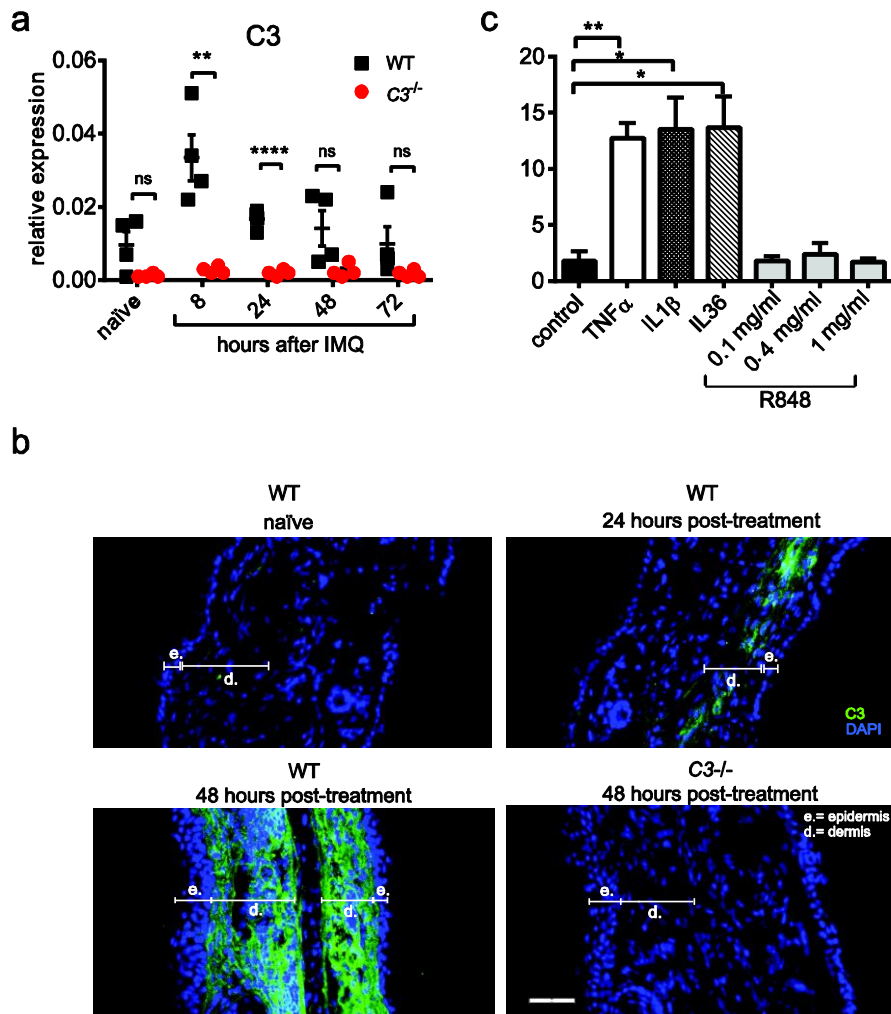 a
C3
relative expression
0.06
0.04
0.02
0.00
ns
**
****
ns
ns
WT
C3-/-
naïve
8
24
48
72
hours after IMQ
c
**
*
*
20
15
10
5
0
control
TNFα
IL1β
IL36
0.1 mg/ml
0.4 mg/ml
1 mg/ml
R848
b
WT
naïve
e.
d.
WT
24 hours post-treatment
d.
e.
C3
DAPI
WT
48 hours post-treatment
e.
d.
d.
e.
C3-/-
48 hours post-treatment
e.= epidermis
d.= dermis
e.
d.